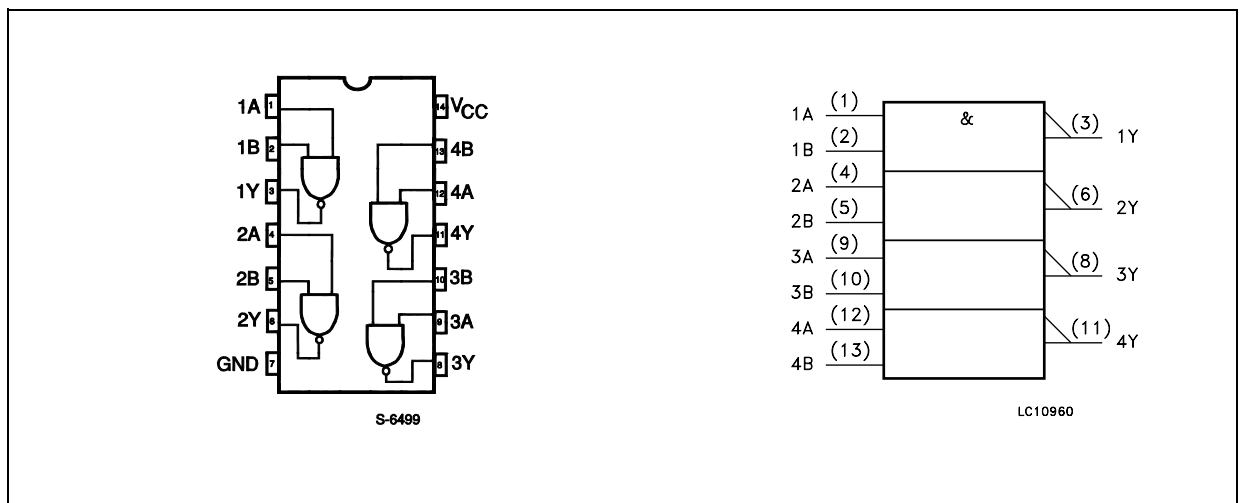 1A 1
1B 2
1Y 3
2A 4
2B 5
2Y 6
GND 7
14 VCC
13 4B
12 4A
11 4Y
10 3B
9 3A
8 3Y
S-6499
1A (1)
1B (2)
2A (4)
2B (5)
3A (9)
3B (10)
4A (12)
4B (13)
&
(3) 1Y
(6) 2Y
(8) 3Y
(11) 4Y
LC10960